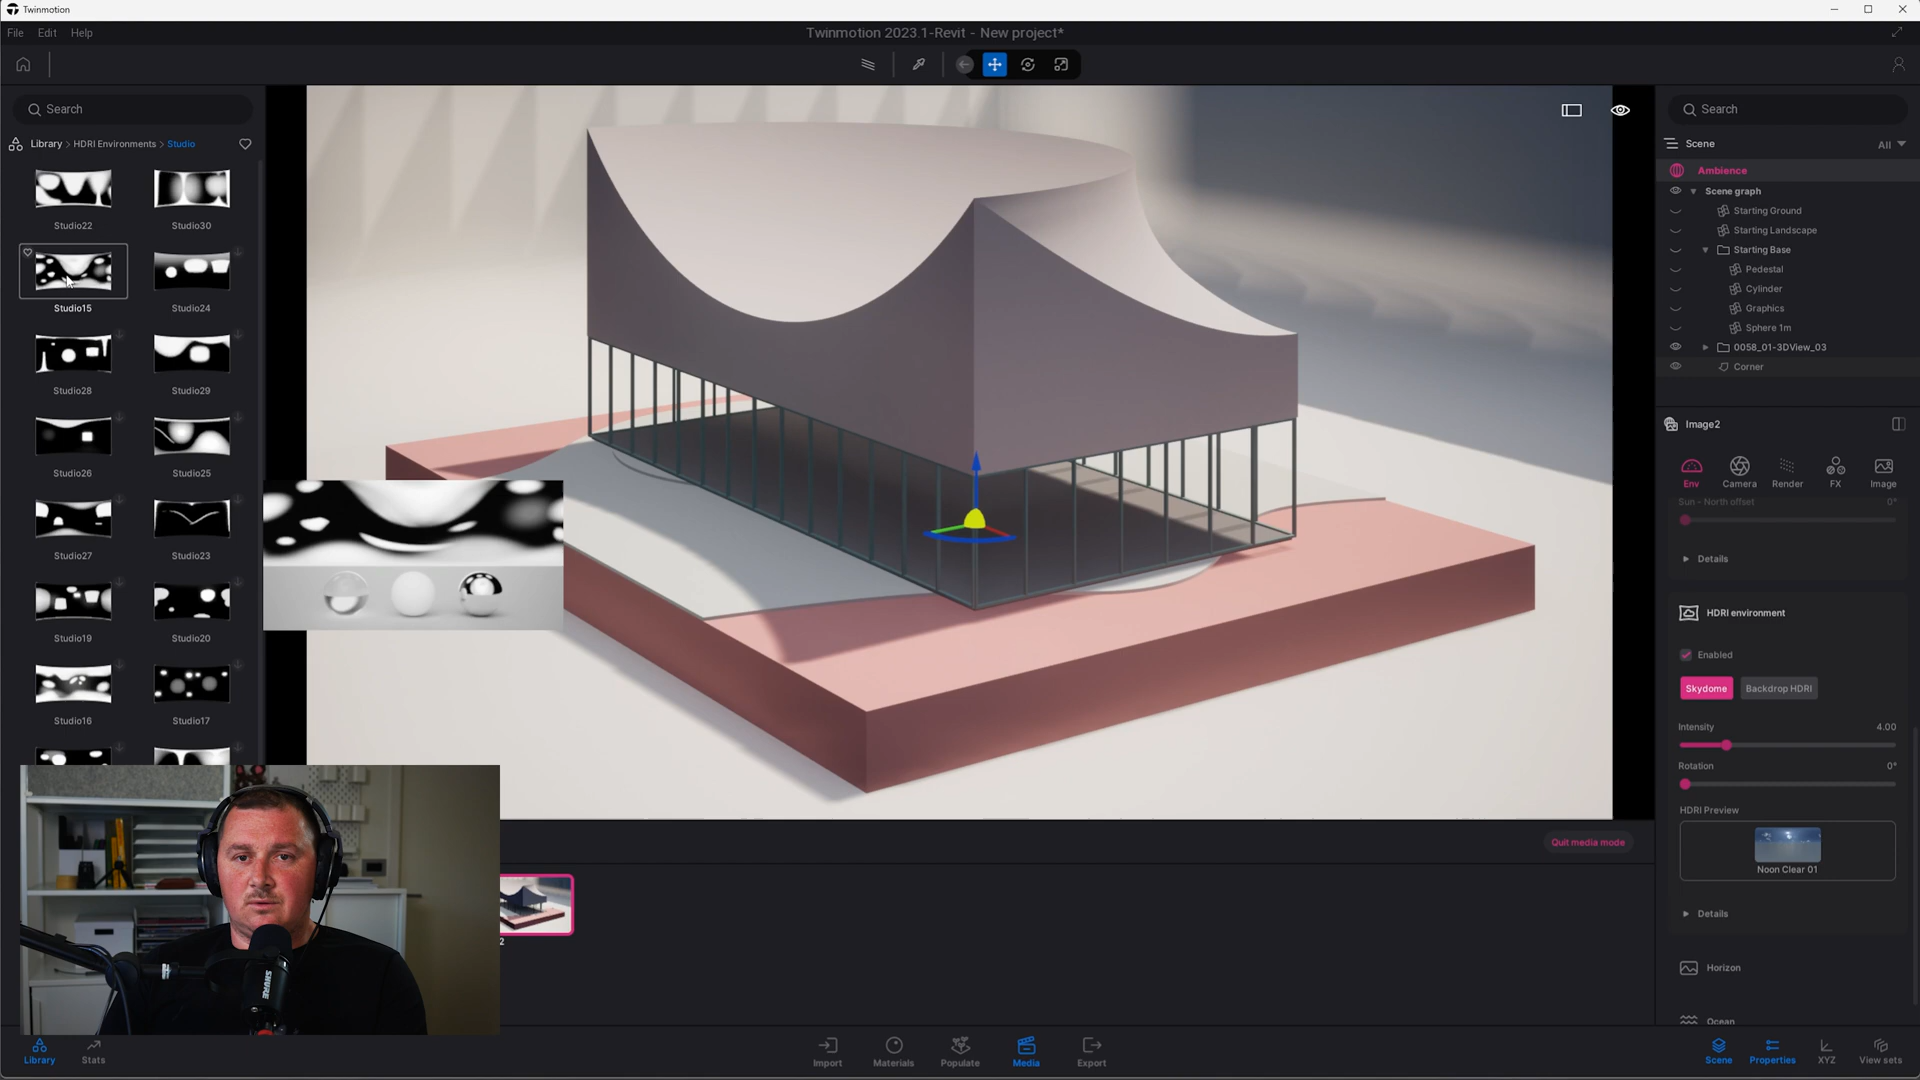 Twinmotion
File Edit Help
Twinmotion 2023.1-Revit - New project*
Search
Library > HDRI Environments > Studio
Studio22
Studio30
Studio15
Studio24
Studio28
Studio29
Studio26
Studio25
Studio27
Studio23
Studio19
Studio20
Studio16
Studio17
Search
Scene
All
Ambience
Scene graph
Starting Ground
Starting Landscape
Starting Base
Pedestal
Cylinder
Graphics
Sphere 1m
0058_01-3DView_03
Corner
Image2
Env
Camera
Render
FX
Image
Sun - North offset
0°
Details
HDRI environment
Enabled
Skydome
Backdrop HDRI
Intensity
4.00
Rotation
0°
HDRI Preview
Noon Clear 01
Details
Horizon
Ocean
Quit media mode
2
SHURE
Library
Stats
Import
Materials
Populate
Media
Export
Scene
Properties
XYZ
View sets